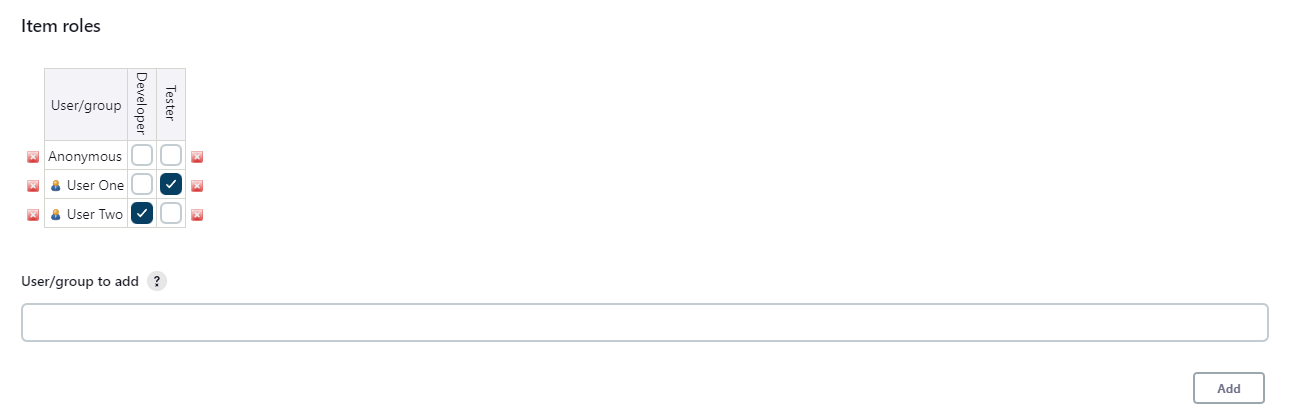 Item roles
User/group Developer Tester
Anonymous
User One
User Two
User/group to add ?
Add